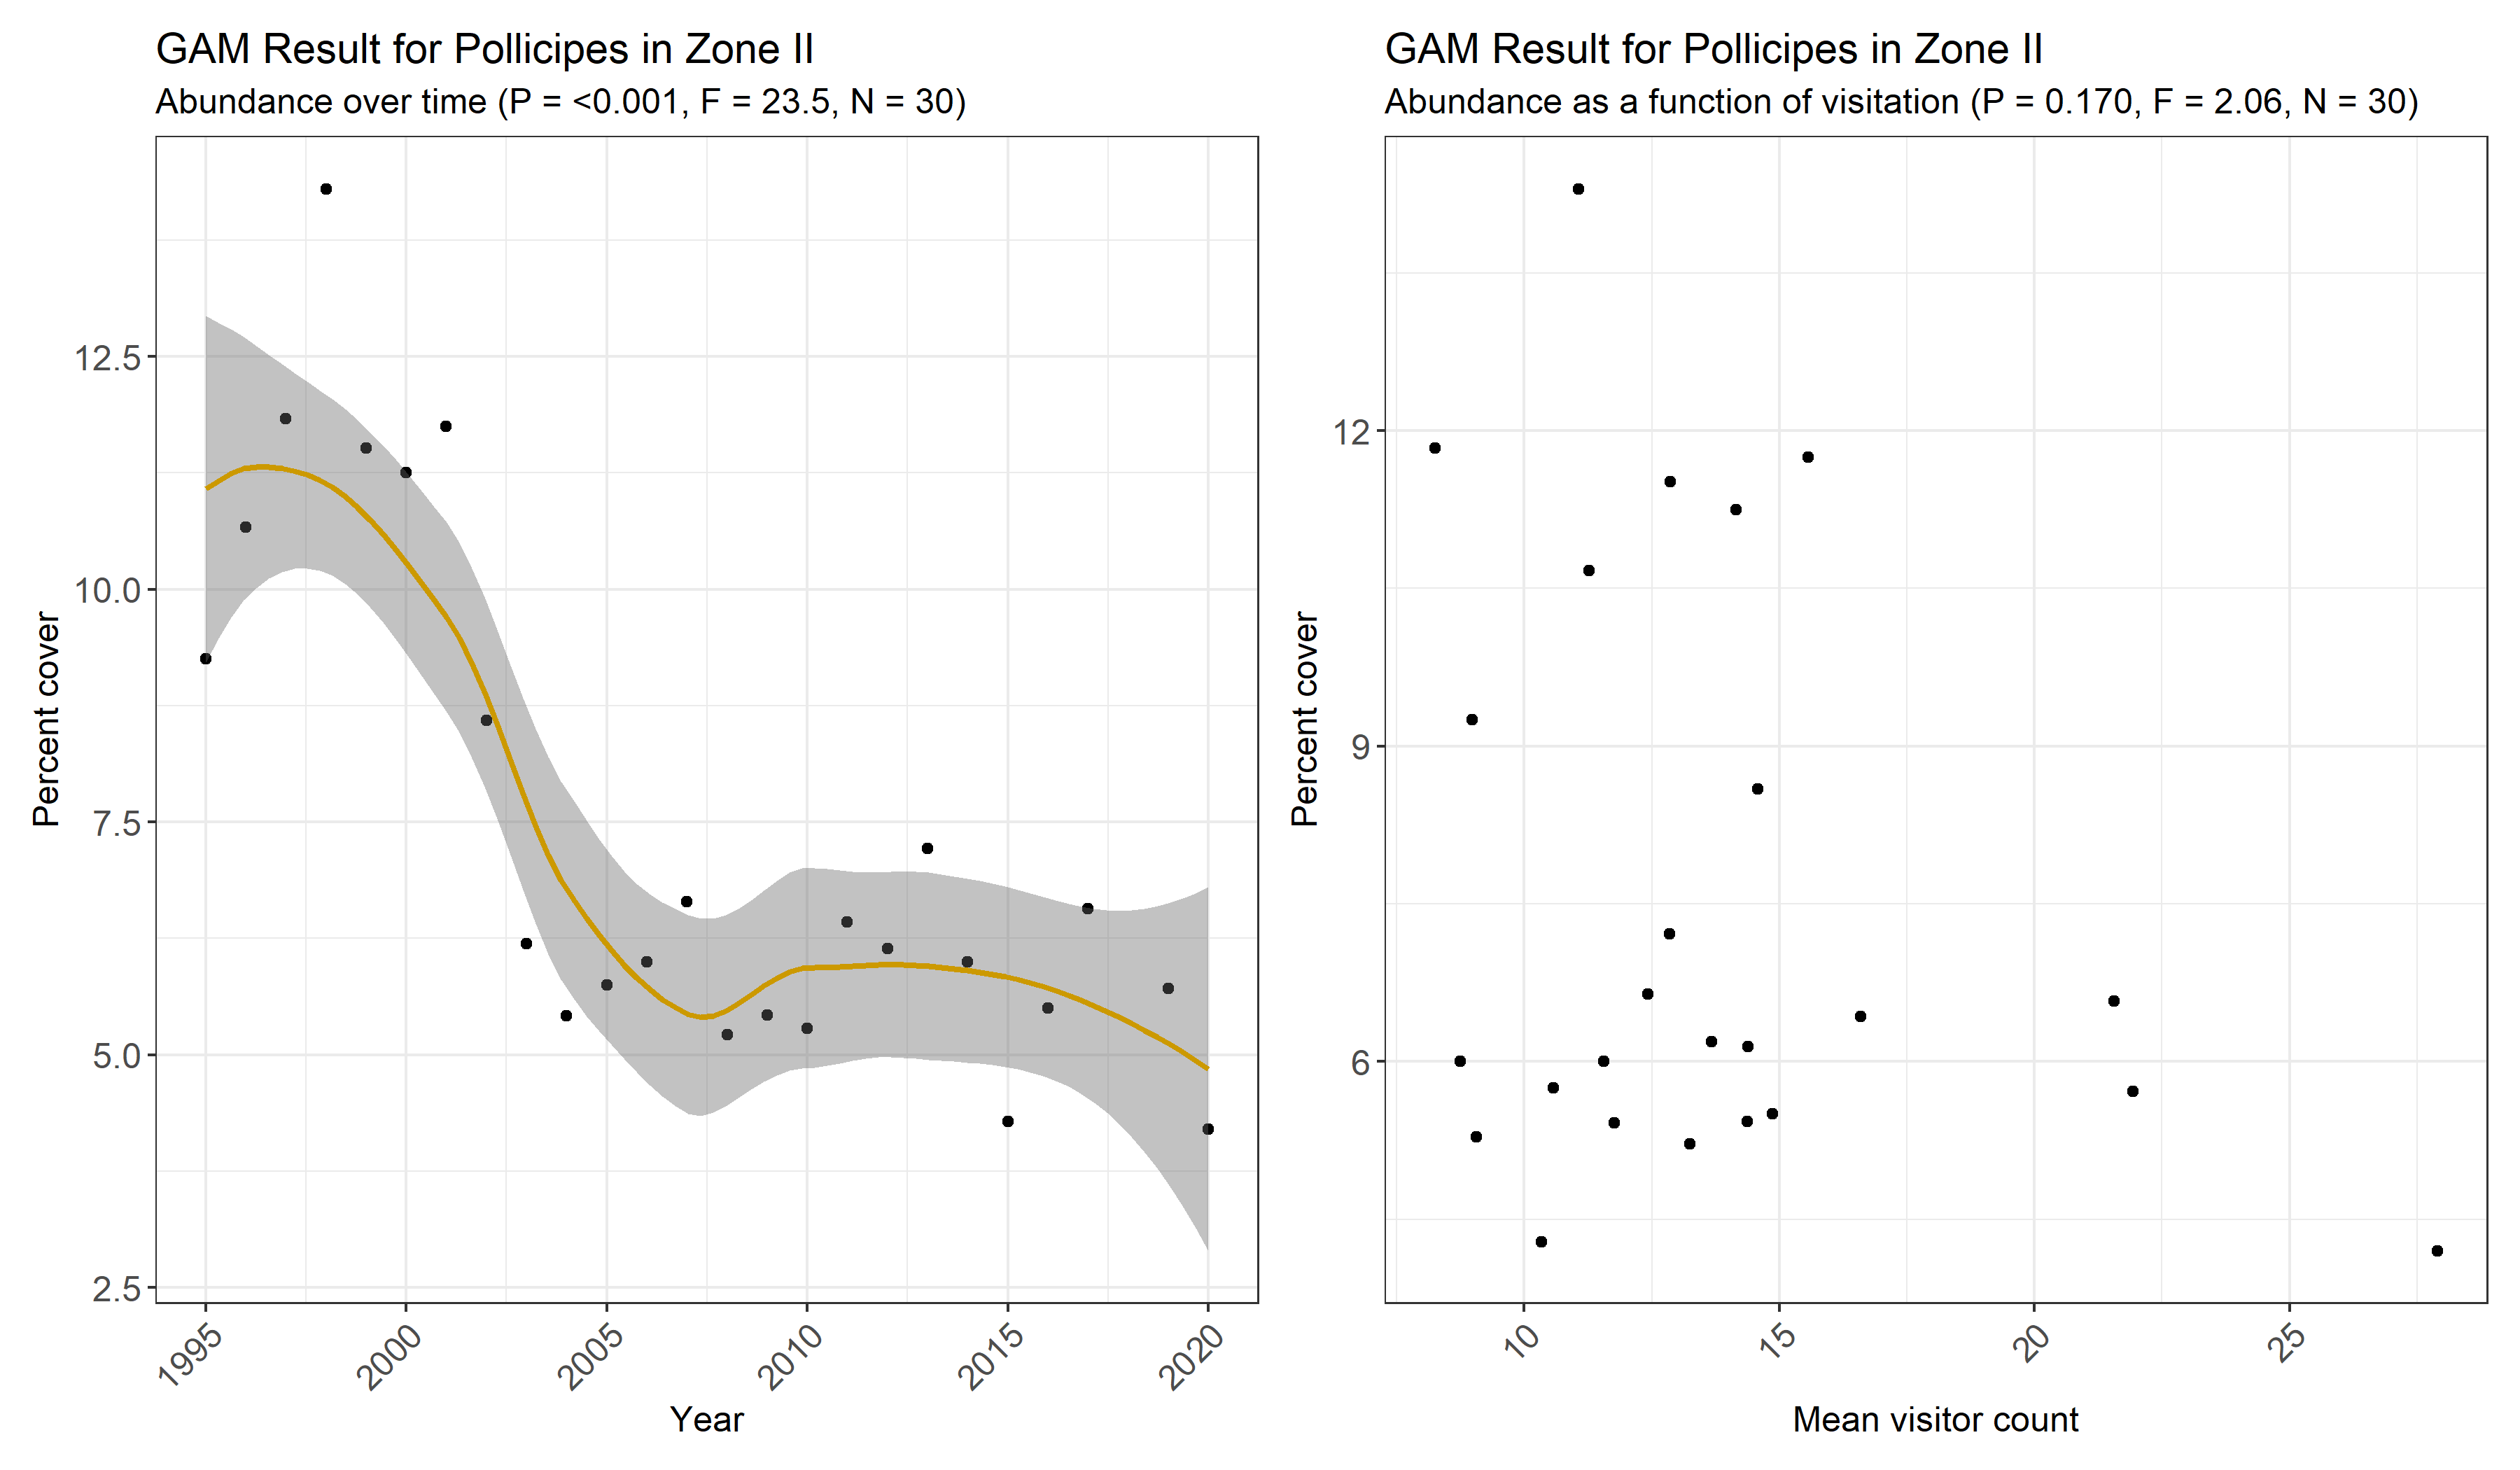 GAM Result for Pollicipes in Zone II
Abundance over time (P = <0.001, F = 23.5, N = 30)
12.5
10.0
7.5
5.0
2.5
Percent cover
1995
2000
2005
2010
2015
2020
Year
GAM Result for Pollicipes in Zone II
Abundance as a function of visitation (P = 0.170, F = 2.06, N = 30)
12
9
6
Percent cover
10
15
20
25
Mean visitor count